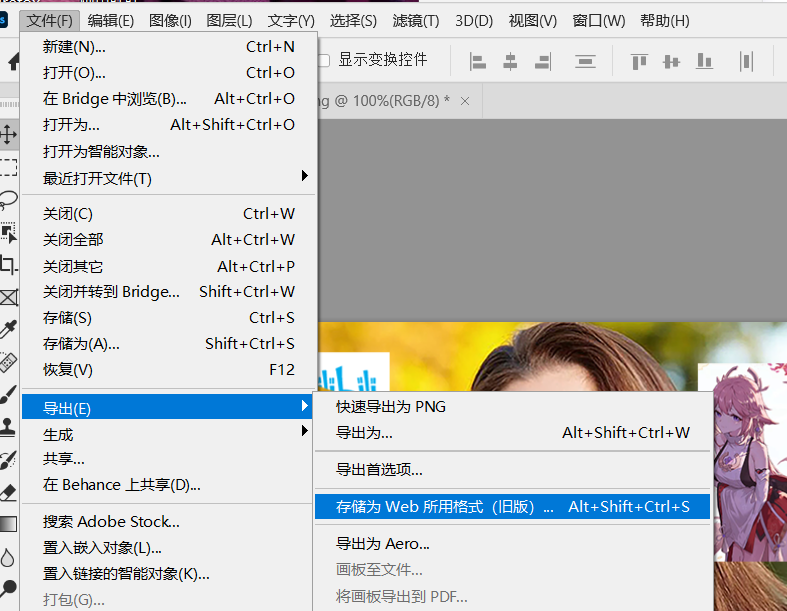 文件(F) 编辑(E) 图像(I) 图层(L) 文字(Y) 选择(S) 滤镜(T) 3D(D) 视图(V) 窗口(W) 帮助(H)
显示变换控件
ng @ 100%(RGB/8) * ×
新建(N)... Ctrl+N
打开(O)... Ctrl+O
在 Bridge 中浏览(B)... Alt+Ctrl+O
打开为... Alt+Shift+Ctrl+O
打开为智能对象...
最近打开文件(T)
关闭(C) Ctrl+W
关闭全部 Alt+Ctrl+W
关闭其它 Alt+Ctrl+P
关闭并转到 Bridge... Shift+Ctrl+W
存储(S) Ctrl+S
存储为(A)... Shift+Ctrl+S
恢复(V) F12
导出(E)
生成
共享...
在 Behance 上共享(D)...
搜索 Adobe Stock...
置入嵌入对象(L)...
置入链接的智能对象(K)...
打包(G)...
快速导出为 PNG
导出为... Alt+Shift+Ctrl+W
导出首选项...
存储为 Web 所用格式（旧版）... Alt+Shift+Ctrl+S
导出为 Aero...
画板至文件...
将画板导出到 PDF...